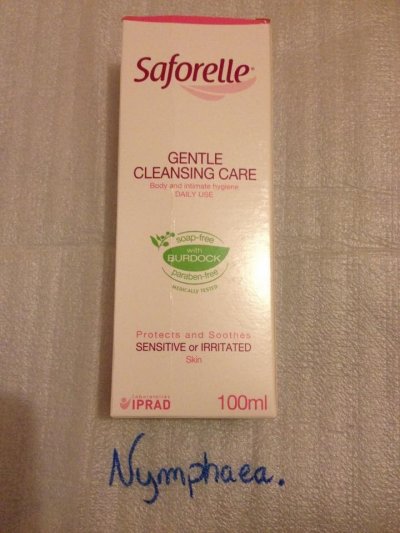 Saforelle®
GENTLE
CLEANSING CARE
Body and intimate hygiene
DAILY USE
soap-free
with
BURDOCK
paraben-free
MEDICALLY TESTED
Protects and Soothes
SENSITIVE or IRRITATED
Skin
laboratoires
IPRAD
100ml
Nymphaea.